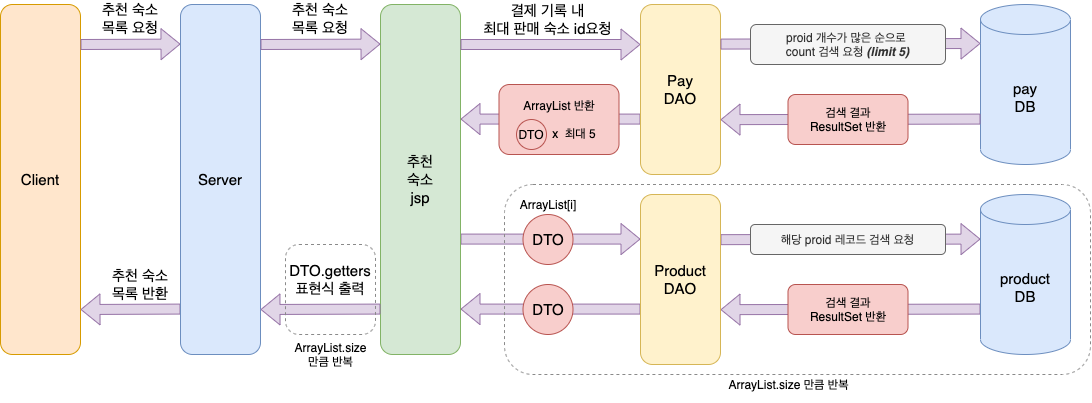 추천 숙소
목록 요청
추천 숙소
목록 요청
결제 기록 내
최대 판매 숙소 id요청
proid 개수가 많은 순으로
count 검색 요청 (limit 5)
Pay
DAO
pay
DB
ArrayList 반환
DTO x 최대 5
검색 결과
ResultSet 반환
Client
Server
추천
숙소
jsp
ArrayList[i]
DTO
해당 proid 레코드 검색 요청
Product
DAO
product
DB
추천 숙소
목록 반환
DTO.getters
표현식 출력
DTO
검색 결과
ResultSet 반환
ArrayList.size
만큼 반복
ArrayList.size 만큼 반복